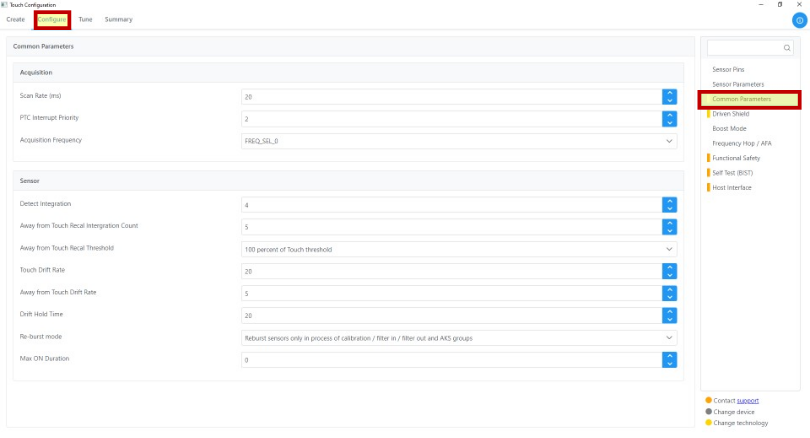 Touch Configuration
Create Configure Tune Summary
Common Parameters
Acquisition
Scan Rate (ms) 20
PTC Interrupt Priority 2
Acquisition Frequency FREQ_SEL_0
Sensor
Detect Integration 4
Away from Touch Recal Intergration Count 5
Away from Touch Recal Threshold 100 percent of Touch threshold
Touch Drift Rate 20
Away from Touch Drift Rate 5
Drift Hold Time 20
Re-burst mode Reburst sensors only in process of calibration / filter in / filter out and AKS groups
Max ON Duration 0
Sensor Pins
Sensor Parameters
Common Parameters
Driven Shield
Boost Mode
Frequency Hop / AFA
Functional Safety
Self Test (BIST)
Host Interface
Contact support
Change device
Change technology